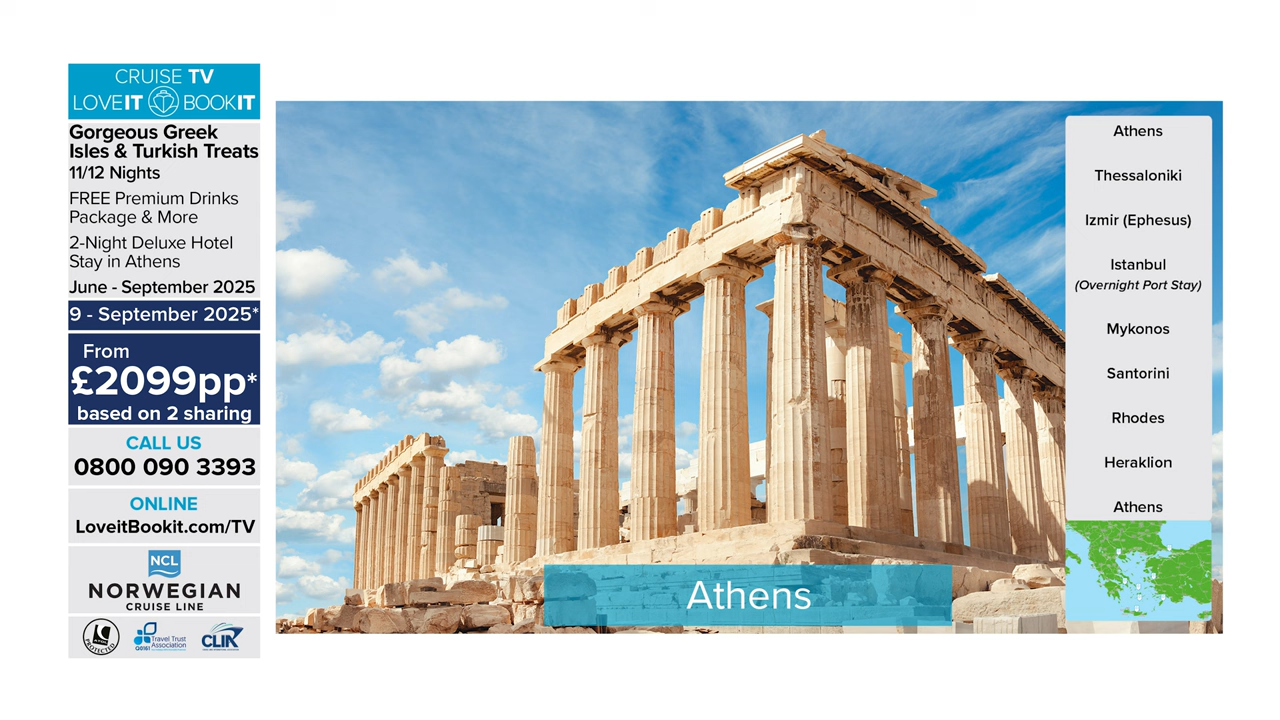 CRUISE TV
LOVEIT BOOKIT
Gorgeous Greek
Isles & Turkish Treats
11/12 Nights
FREE Premium Drinks
Package & More
2-Night Deluxe Hotel
Stay in Athens
June - September 2025
9 - September 2025*
From
£2099pp*
based on 2 sharing
CALL US
0800 090 3393
ONLINE
LoveitBookit.com/TV
NCL
NORWEGIAN
CRUISE LINE
PROTECTED
Travel Trust
Association
Q0161
CLIA
Athens
Athens
Thessaloniki
Izmir (Ephesus)
Istanbul
(Overnight Port Stay)
Mykonos
Santorini
Rhodes
Heraklion
Athens